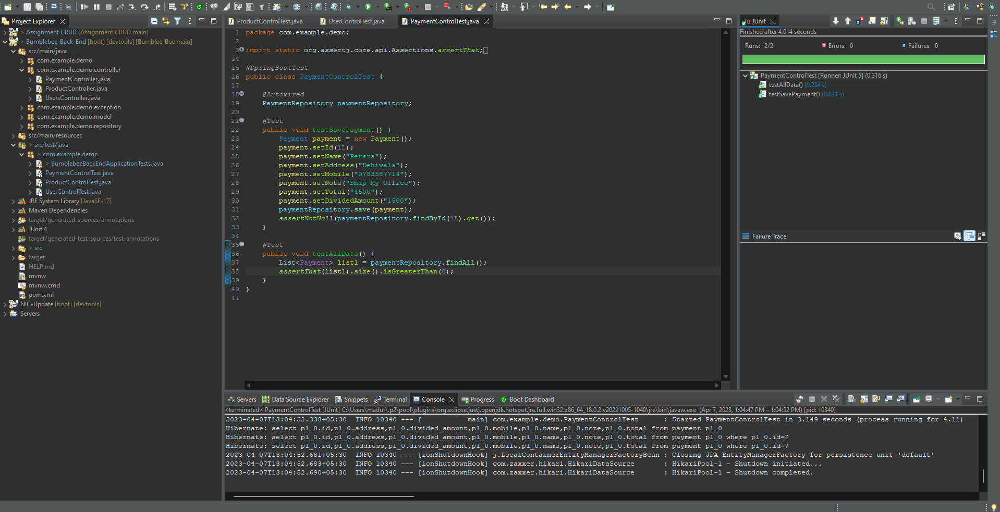 Project Explorer
> Assignment CRUD [Assignment CRUD main]
> Bumblebee-Back-End [boot] [devtools] [Bumblee-Bee main]
src/main/java
com.example.demo
com.example.demo.controller
PaymentController.java
ProductController.java
UsersController.java
com.example.demo.exception
com.example.demo.model
com.example.demo.repository
src/main/resources
> src/test/java
> com.example.demo
> BumblebeeBackEndApplicationTests.java
PaymentControlTest.java
ProductControlTest.java
UserControlTest.java
JRE System Library [JavaSE-17]
Maven Dependencies
target/generated-sources/annotations
JUnit 4
target/generated-test-sources/test-annotations
> src
target
HELP.md
mvnw
mvnw.cmd
pom.xml
NIC-Update [boot] [devtools]
Servers
ProductControlTest.java UserControlTest.java PaymentControlTest.java
1 package com.example.demo;
2
3 import static org.assertj.core.api.Assertions.assertThat;
14
15 @SpringBootTest
16 public class PaymentControlTest {
17
18 @Autowired
19 PaymentRepository paymentRepository;
20
21 @Test
22 public void testSavePayment() {
23 Payment payment = new Payment();
24 payment.setId(1L);
25 payment.setName("Perera");
26 payment.setAddress("Dehiwala");
27 payment.setMobile("0783587714");
28 payment.setNote("Ship My Office");
29 payment.setTotal("4500");
30 payment.setDividedAmount("1500");
31 paymentRepository.save(payment);
32 assertNotNull(paymentRepository.findById(1L).get());
33 }
34
35 @Test
36 public void testAllData() {
37 List<Payment> list1 = paymentRepository.findAll();
38 assertThat(list1).size().isGreaterThan(0);
39 }
40 }
41
JUnit
Finished after 4.014 seconds
Runs: 2/2 Errors: 0 Failures: 0
PaymentControlTest [Runner: JUnit 5] (0.316 s)
testAllData() (0.284 s)
testSavePayment() (0.031 s)
Failure Trace
Servers Data Source Explorer Snippets Terminal Console Progress Boot Dashboard
<terminated> PaymentControlTest [JUnit] C:\Users\madur\.p2\pool\plugins\org.eclipse.justj.openjdk.hotspot.jre.full.win32.x86_64_18.0.2.v20221005-1040\jre\bin\javaw.exe (Apr 7, 2023, 1:04:47 PM – 1:04:52 PM) [pid: 10340]
2023-04-07T13:04:52.338+05:30 INFO 10340 --- [ main] com.example.demo.PaymentControlTest : Started PaymentControlTest in 3.149 seconds (process running for 4.11)
Hibernate: select p1_0.id,p1_0.address,p1_0.divided_amount,p1_0.mobile,p1_0.name,p1_0.note,p1_0.total from payment p1_0
Hibernate: select p1_0.id,p1_0.address,p1_0.divided_amount,p1_0.mobile,p1_0.name,p1_0.note,p1_0.total from payment p1_0 where p1_0.id=?
Hibernate: select p1_0.id,p1_0.address,p1_0.divided_amount,p1_0.mobile,p1_0.name,p1_0.note,p1_0.total from payment p1_0 where p1_0.id=?
2023-04-07T13:04:52.681+05:30 INFO 10340 --- [ionShutdownHook] j.LocalContainerEntityManagerFactoryBean : Closing JPA EntityManagerFactory for persistence unit 'default'
2023-04-07T13:04:52.683+05:30 INFO 10340 --- [ionShutdownHook] com.zaxxer.hikari.HikariDataSource : HikariPool-1 - Shutdown initiated...
2023-04-07T13:04:52.690+05:30 INFO 10340 --- [ionShutdownHook] com.zaxxer.hikari.HikariDataSource : HikariPool-1 - Shutdown completed.